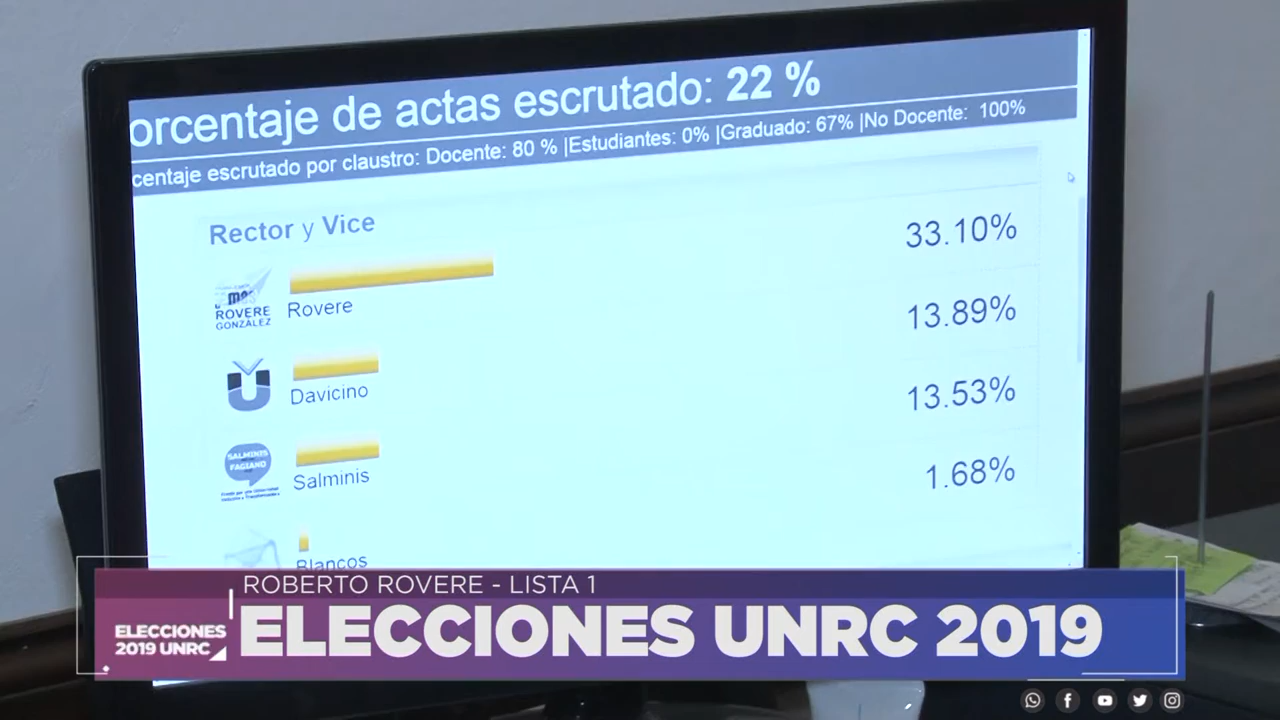 orcentaje de actas escrutado: 22 %
centaje escrutado por claustro: Docente: 80 % |Estudiantes: 0% |Graduado: 67% |No Docente: 100%
Rector y Vice
33.10%
ROVERE
GONZALEZ
Rovere
13.89%
Davicino
13.53%
SALMINIS
FAGIANO
Salminis
1.68%
Blancos
ROBERTO ROVERE - LISTA 1
ELECCIONES
2019 UNRC
ELECCIONES UNRC 2019